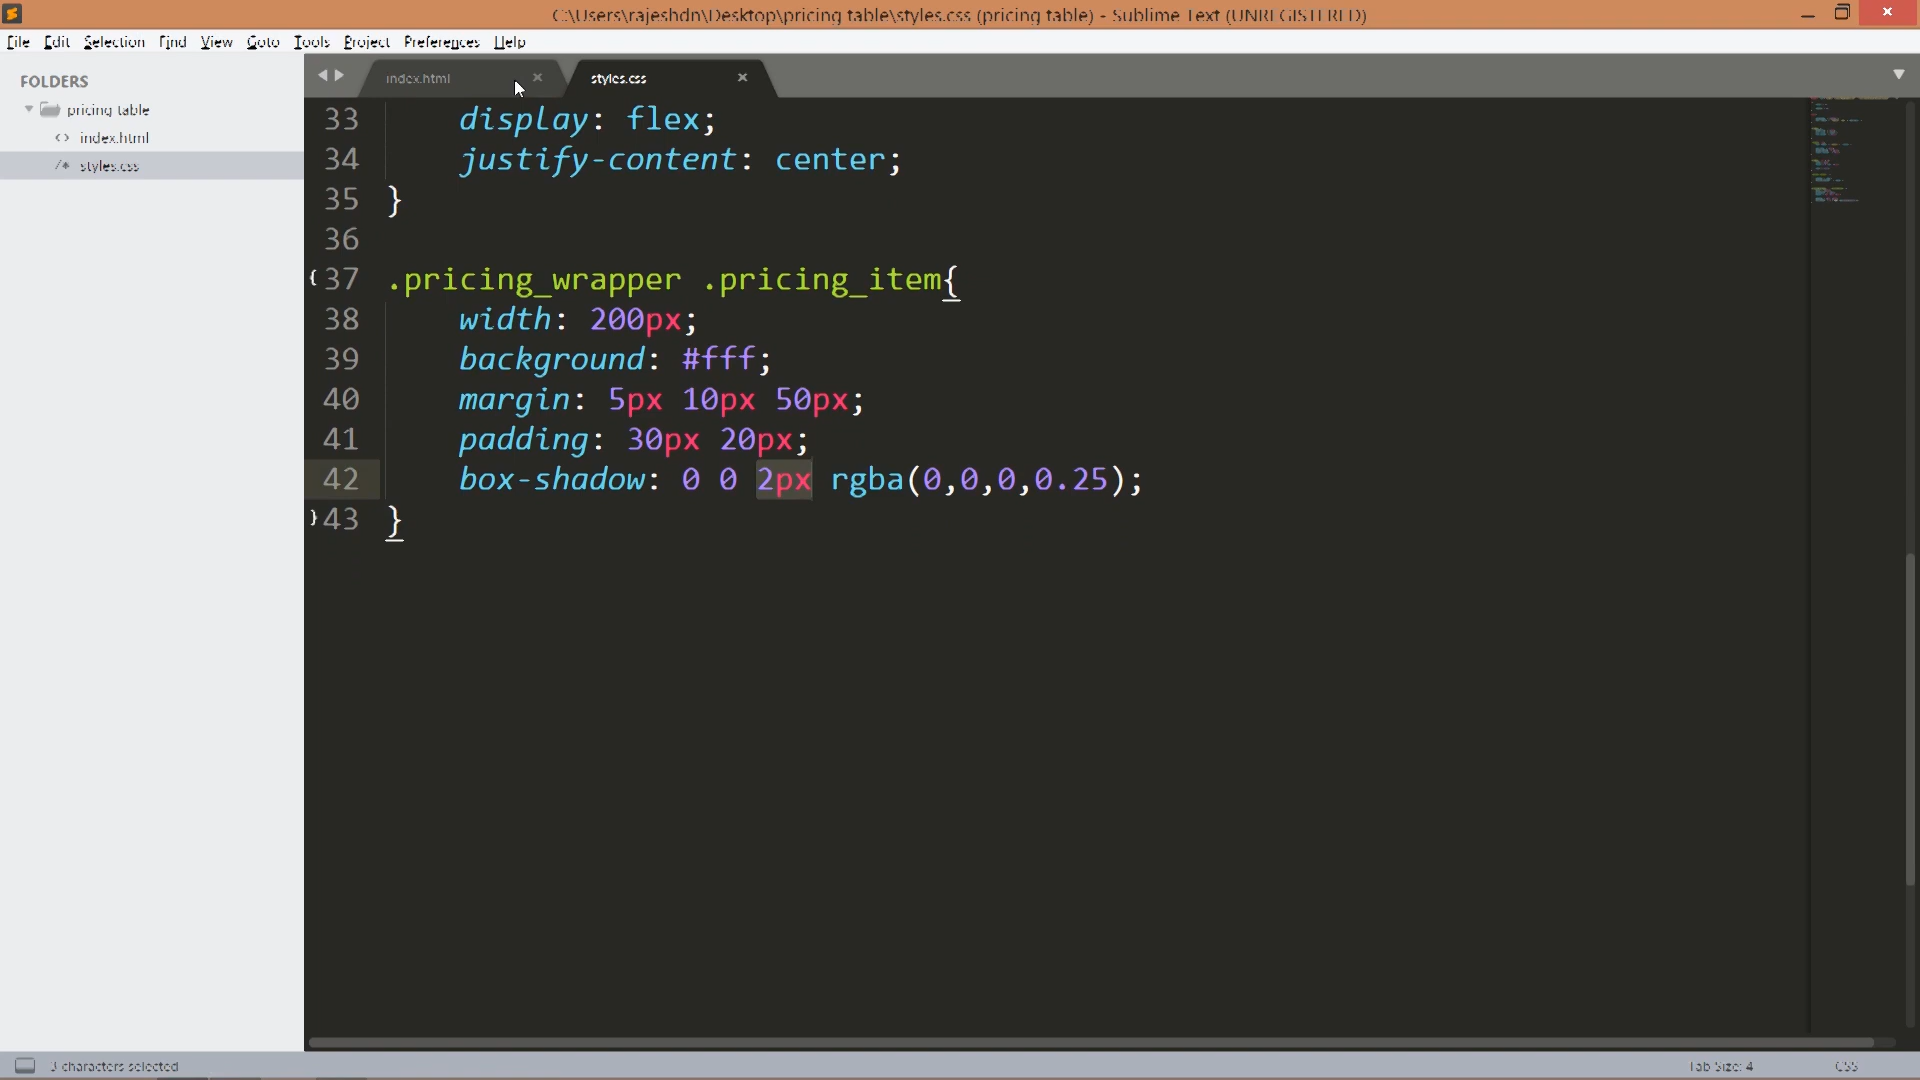 C:\Users\rajeshdn\Desktop\pricing table\styles.css (pricing table) - Sublime Text (UNREGISTERED)
File Edit Selection Find View Goto Tools Project Preferences Help
FOLDERS
pricing table
<> index.html
/* styles.css
index.html × styles.css ×
33 display: flex;
34 justify-content: center;
35 }
36
37 .pricing_wrapper .pricing_item{
38 width: 200px;
39 background: #fff;
40 margin: 5px 10px 50px;
41 padding: 30px 20px;
42 box-shadow: 0 0 2px rgba(0,0,0,0.25);
43 }
3 characters selected
Tab Size: 4 CSS